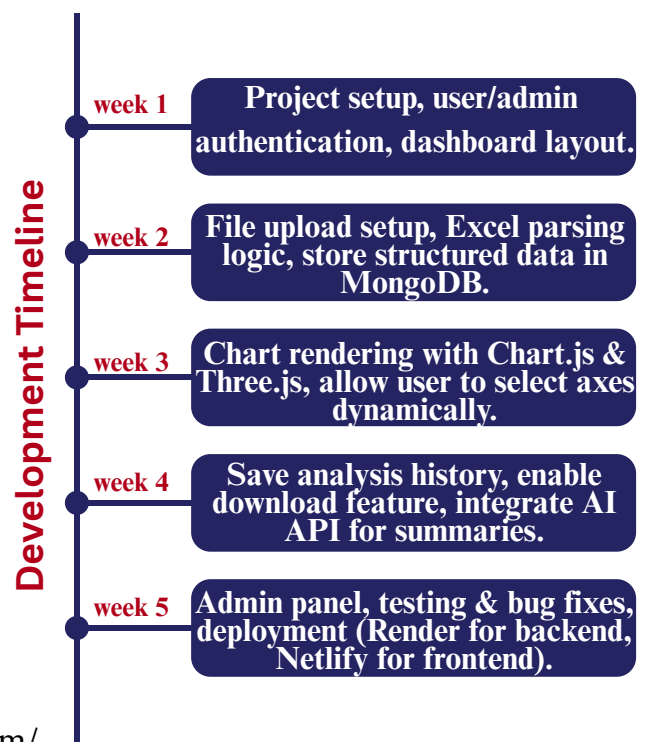 Development Timeline
week 1
Project setup, user/admin
authentication, dashboard layout.
week 2
File upload setup, Excel parsing
logic, store structured data in
MongoDB.
week 3
Chart rendering with Chart.js &
Three.js, allow user to select axes
dynamically.
week 4
Save analysis history, enable
download feature, integrate AI
API for summaries.
week 5
Admin panel, testing & bug fixes,
deployment (Render for backend,
Netlify for frontend).
m/